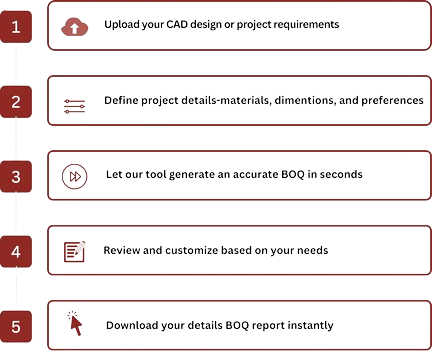 1
Upload your CAD design or project requirements
2
Define project details-materials, dimentions, and preferences
3
Let our tool generate an accurate BOQ in seconds
4
Review and customize based on your needs
5
Download your details BOQ report instantly